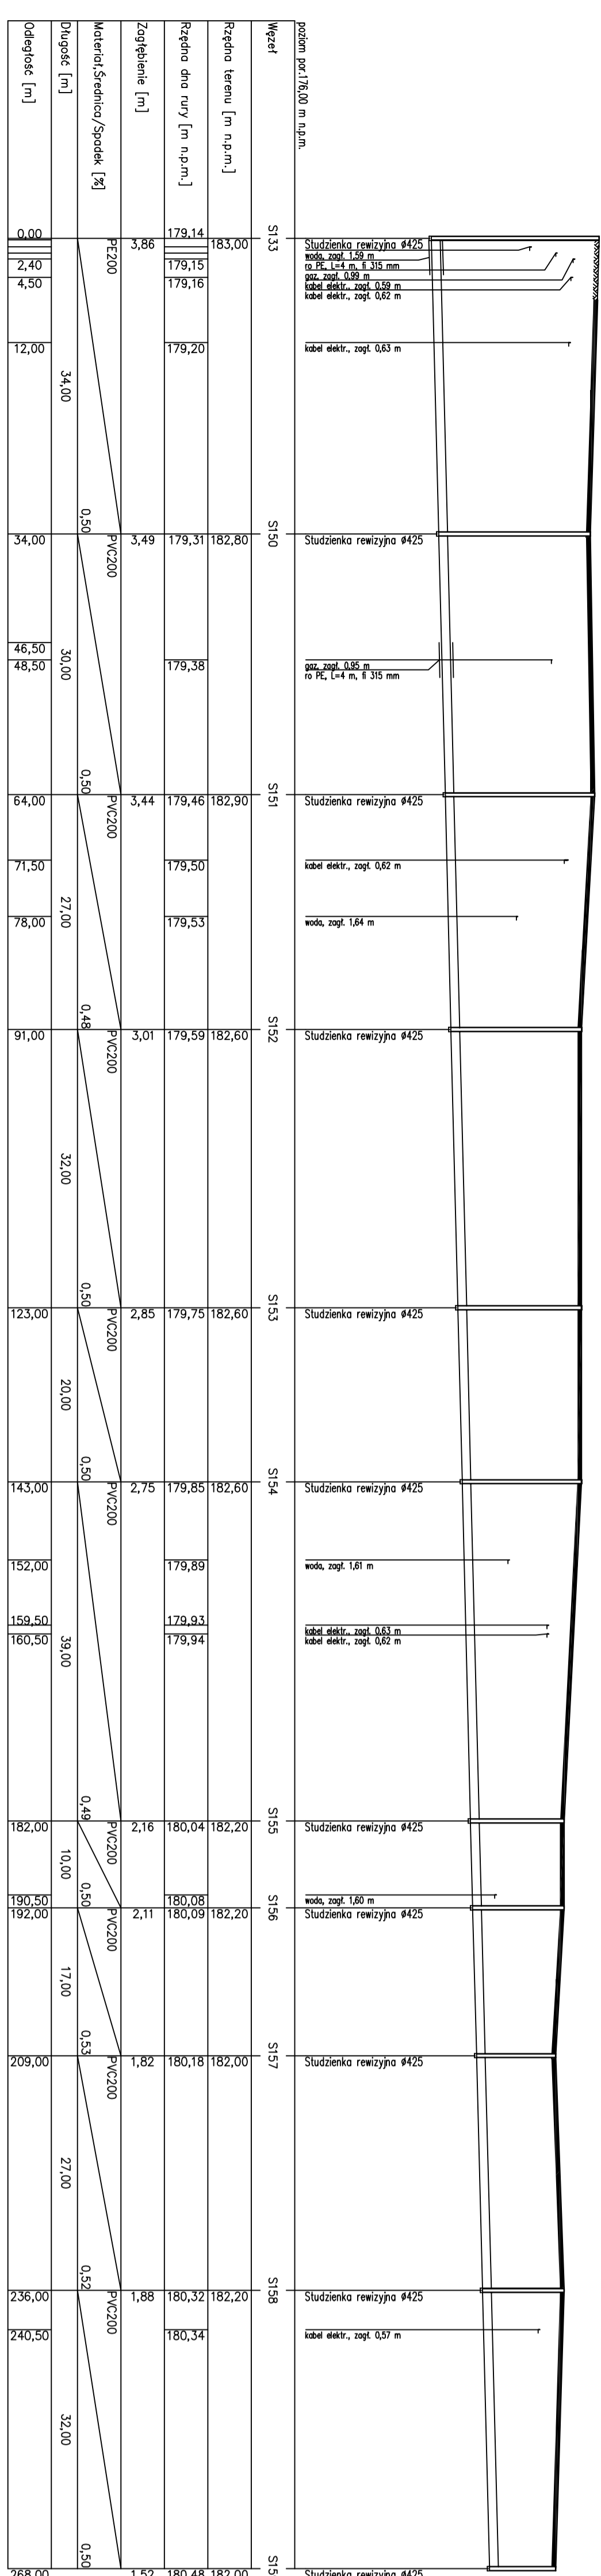 poziom por.176,00 m n.p.m.
Węzeł
Rzędna terenu [m n.p.m.]
Rzędna dna rury [m n.p.m.]
Zagłębienie [m]
Materiał,Średnica/Spadek [%]
Długość [m]
Odległość [m]
S133
Studzienka rewizyjna Ø425
183,00
179,14
3,86
PE200
0,00
woda, zagł. 1,59 m
ro PE, L=4 m, fi 315 mm
gaz, zagł. 0,99 m
kabel elektr., zagł. 0,59 m
kabel elektr., zagł. 0,62 m
179,15
2,40
179,16
4,50
kabel elektr., zagł. 0,63 m
179,20
12,00
34,00
0,50
S150
Studzienka rewizyjna Ø425
182,80
179,31
3,49
PVC200
34,00
46,50
gaz, zagł. 0,95 m
ro PE, L=4 m, fi 315 mm
179,38
48,50
30,00
0,50
S151
Studzienka rewizyjna Ø425
182,90
179,46
3,44
PVC200
64,00
kabel elektr., zagł. 0,62 m
179,50
71,50
woda, zagł. 1,64 m
179,53
78,00
27,00
0,48
S152
Studzienka rewizyjna Ø425
182,60
179,59
3,01
PVC200
91,00
32,00
0,50
S153
Studzienka rewizyjna Ø425
182,60
179,75
2,85
PVC200
123,00
20,00
0,50
S154
Studzienka rewizyjna Ø425
182,60
179,85
2,75
PVC200
143,00
woda, zagł. 1,61 m
179,89
152,00
kabel elektr., zagł. 0,63 m
179,93
159,50
kabel elektr., zagł. 0,62 m
179,94
160,50
39,00
0,49
S155
Studzienka rewizyjna Ø425
182,20
180,04
2,16
PVC200
182,00
10,00
woda, zagł. 1,60 m
180,08
190,50
0,50
S156
Studzienka rewizyjna Ø425
182,20
180,09
2,11
PVC200
192,00
17,00
0,53
S157
Studzienka rewizyjna Ø425
182,00
180,18
1,82
PVC200
209,00
27,00
0,52
S158
Studzienka rewizyjna Ø425
182,20
180,32
1,88
PVC200
236,00
kabel elektr., zagł. 0,57 m
180,34
240,50
32,00
0,50
S15
Studzienka rewizyjna Ø425
182,00
180,48
1,52
268,00